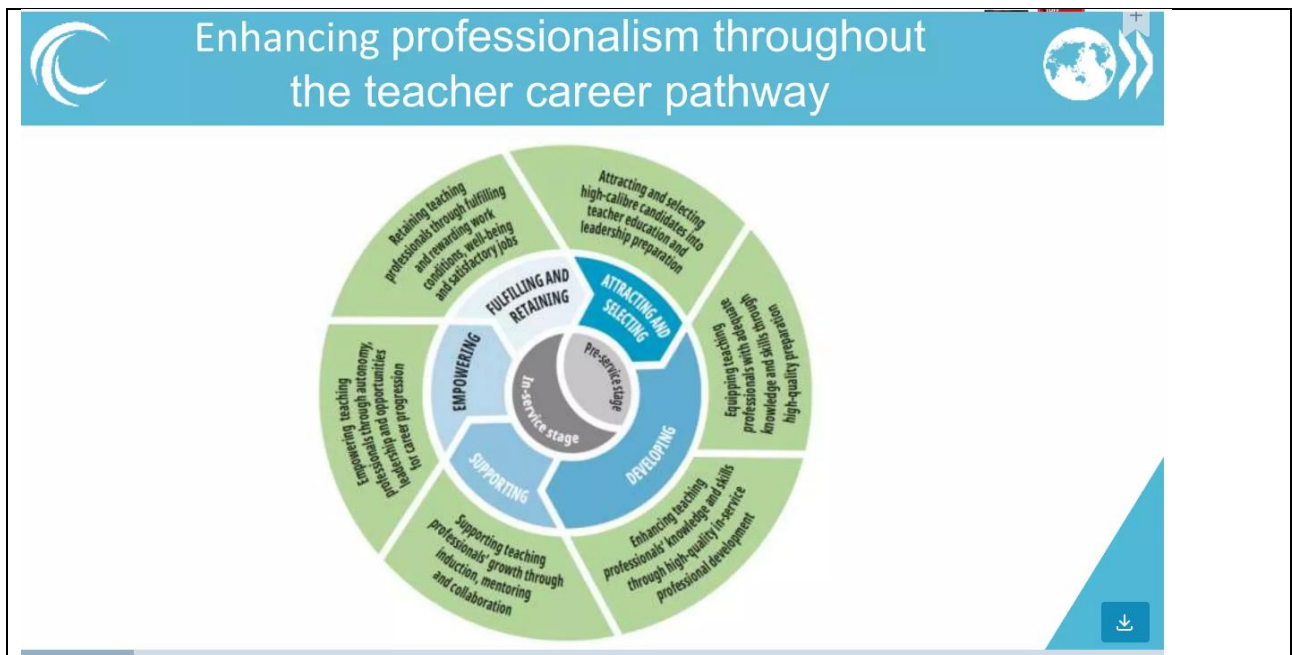 Enhancing professionalism throughout
the teacher career pathway
Attracting and selecting
high-calibre candidates into
teacher education and
leadership preparation
Equipping teaching
professionals with adequate
knowledge and skills through
high-quality preparation
Enhancing teaching
professionals' knowledge and skills
through high-quality in-service
professional development
Supporting teaching
professionals' growth through
induction, mentoring
and collaboration
Empowering teaching
professionals through autonomy,
leadership and opportunities
for career progression
Retaining teaching
professionals through fulfilling
and rewarding work
conditions, well-being
and satisfactory jobs
ATTRACTING AND
SELECTING
DEVELOPING
SUPPORTING
EMPOWERING
FULFILLING AND
RETAINING
Pre-service stage
In-service stage